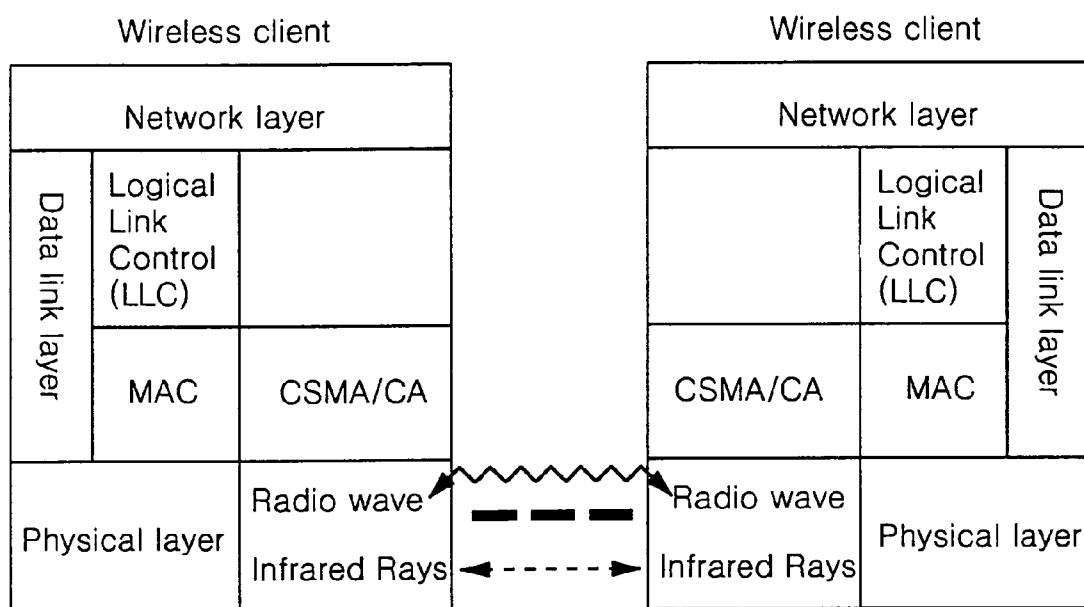 Wireless client
Network layer
Data link layer
Logical
Link
Control
(LLC)
MAC
CSMA/CA
Physical layer
Radio wave
Infrared Rays
Wireless client
Network layer
Logical
Link
Control
(LLC)
Data link layer
CSMA/CA
MAC
Radio wave
Infrared Rays
Physical layer